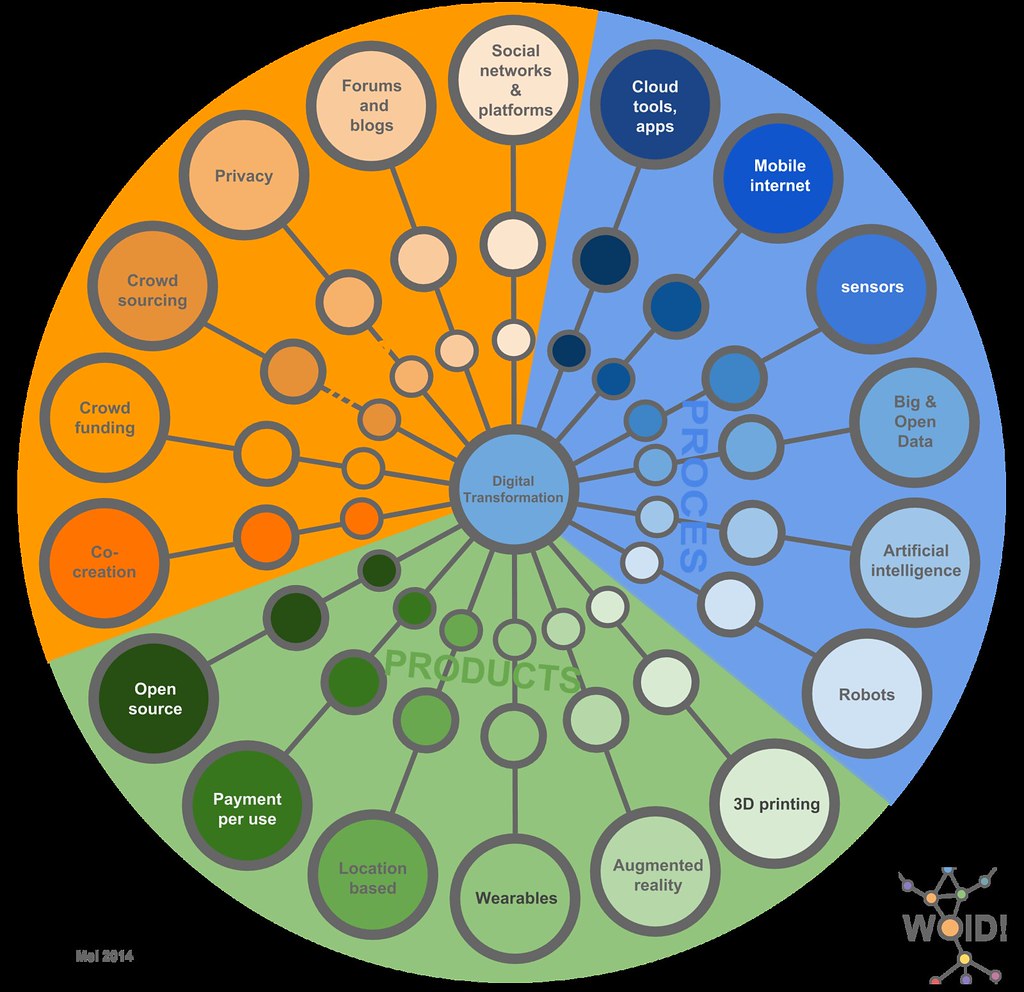 Social
networks
&
platforms
Cloud
tools,
apps
Mobile
internet
sensors
Big &
Open
Data
Artificial
intelligence
Robots
3D printing
Augmented
reality
Wearables
Location
based
Payment
per use
Open
source
Co-
creation
Crowd
funding
Crowd
sourcing
Privacy
Forums
and
blogs
Digital
Transformation
PROCES
PRODUCTS
Mei 2014
WOID!